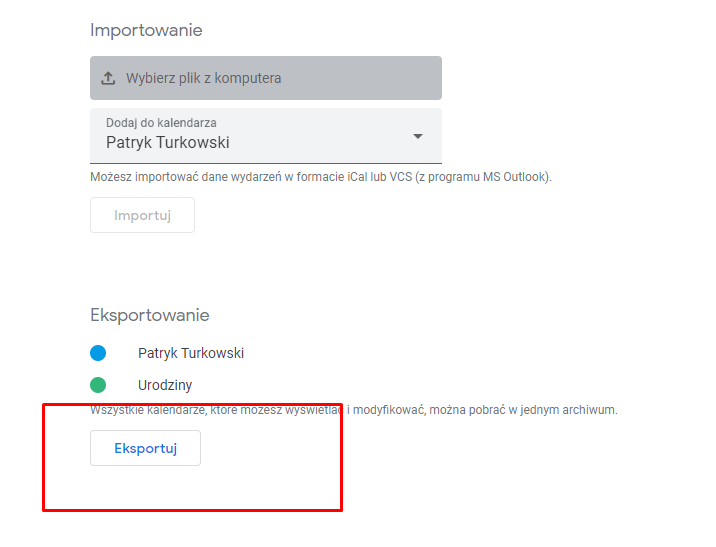 Importowanie
Wybierz plik z komputera
Dodaj do kalendarza
Patryk Turkowski
Możesz importować dane wydarzeń w formacie iCal lub VCS (z programu MS Outlook).
Importuj
Eksportowanie
Patryk Turkowski
Urodziny
Wszystkie kalendarze, które możesz wyświetlać i modyfikować, można pobrać w jednym archiwum.
Eksportuj